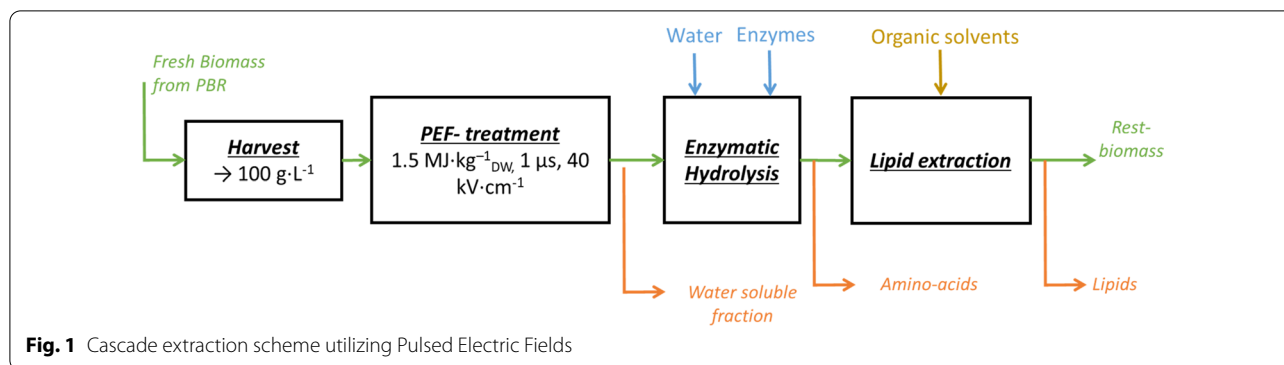 Water
Enzymes
Organic solvents
Fresh Biomass
from PBR
Harvest
→ 100 g·L⁻¹
PEF- treatment
1.5 MJ·kg⁻¹DW, 1 µs, 40
kV·cm⁻¹
Enzymatic
Hydrolysis
Lipid extraction
Rest-
biomass
Water soluble
fraction
Amino-acids
Lipids
Fig. 1 Cascade extraction scheme utilizing Pulsed Electric Fields